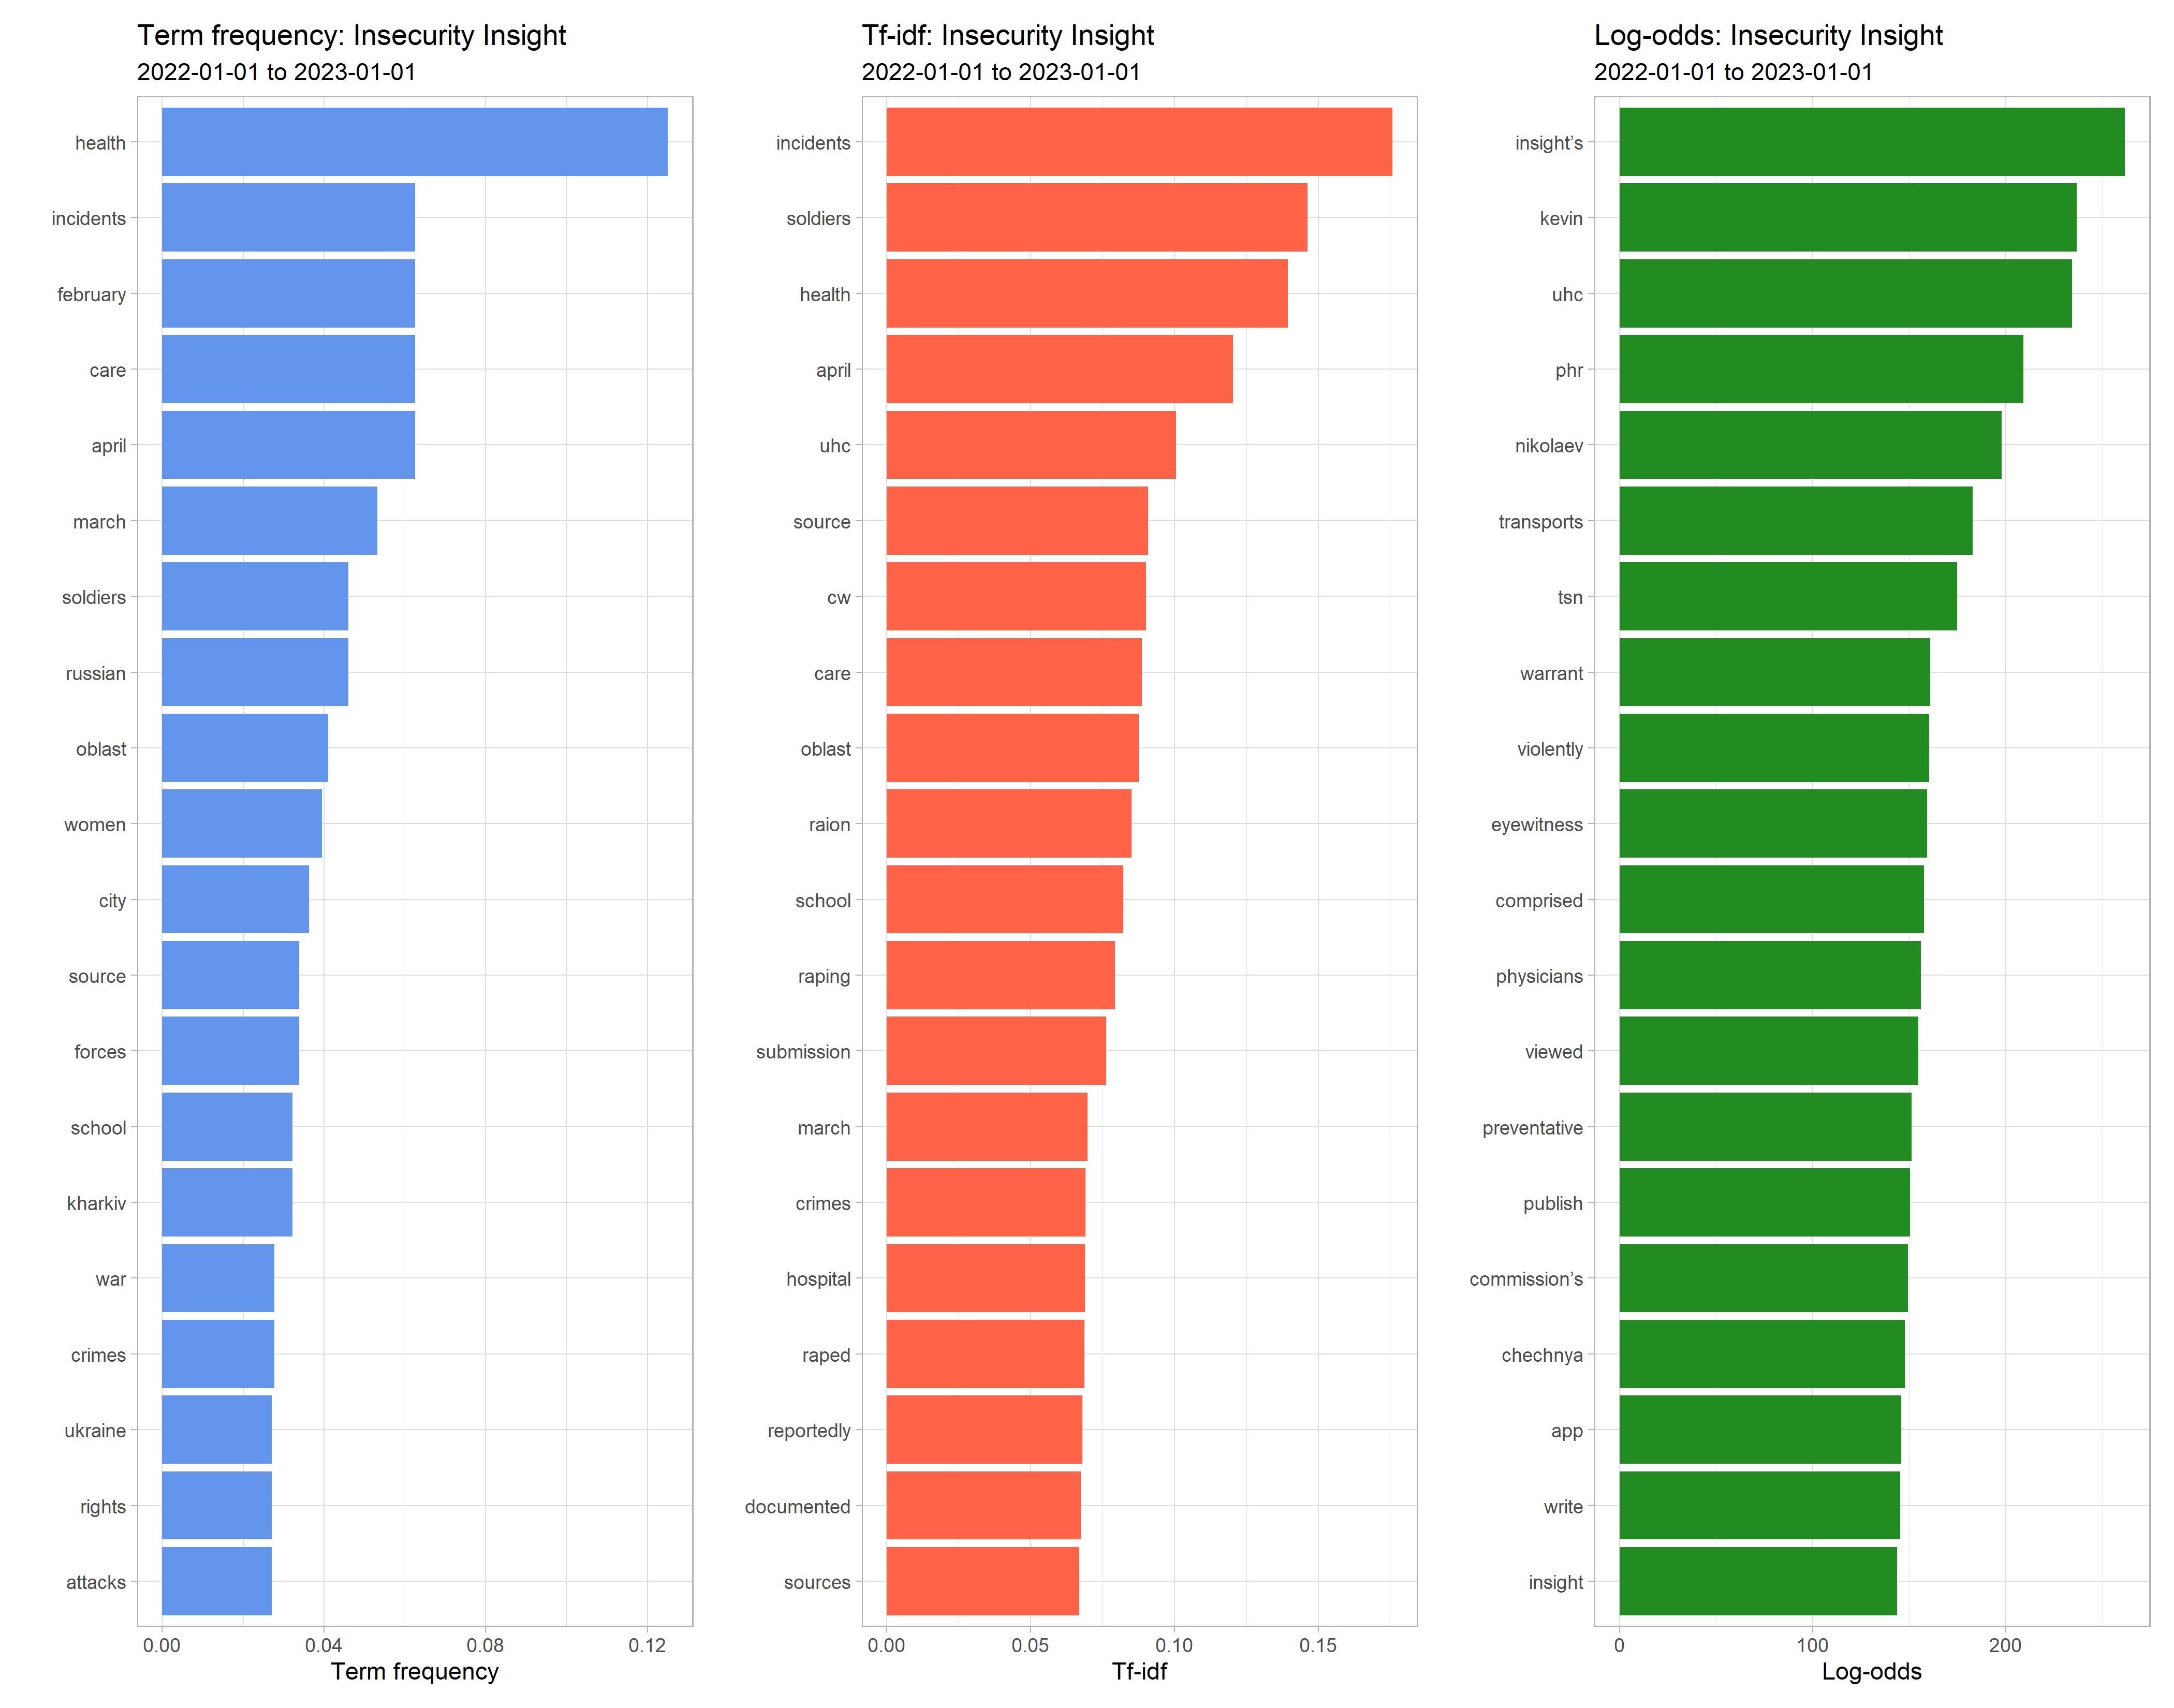 Term frequency: Insecurity Insight
2022-01-01 to 2023-01-01
health
incidents
february
care
april
march
soldiers
russian
oblast
women
city
source
forces
school
kharkiv
war
crimes
ukraine
rights
attacks
0.00 0.04 0.08 0.12
Term frequency
Tf-idf: Insecurity Insight
2022-01-01 to 2023-01-01
incidents
soldiers
health
april
uhc
source
cw
care
oblast
raion
school
raping
submission
march
crimes
hospital
raped
reportedly
documented
sources
0.00 0.05 0.10 0.15
Tf-idf
Log-odds: Insecurity Insight
2022-01-01 to 2023-01-01
insight’s
kevin
uhc
phr
nikolaev
transports
tsn
warrant
violently
eyewitness
comprised
physicians
viewed
preventative
publish
commission’s
chechnya
app
write
insight
0 100 200
Log-odds